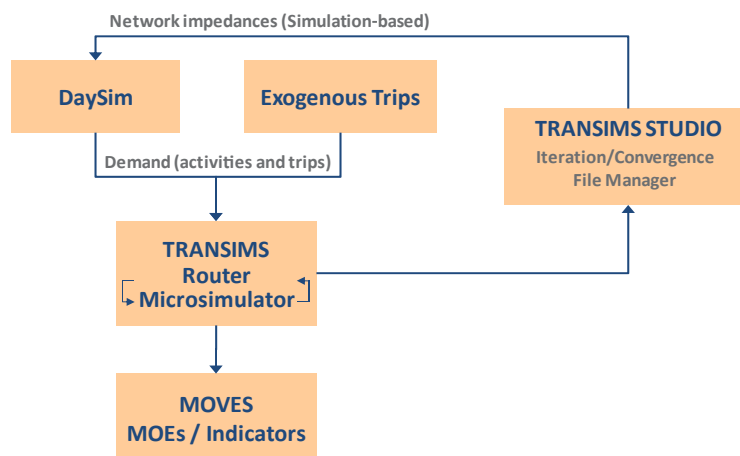 Network impedances (Simulation-based)
DaySim
Exogenous Trips
TRANSIMS STUDIO
Iteration/Convergence
File Manager
Demand (activities and trips)
TRANSIMS
Router
Microsimulator
MOVES
MOEs / Indicators